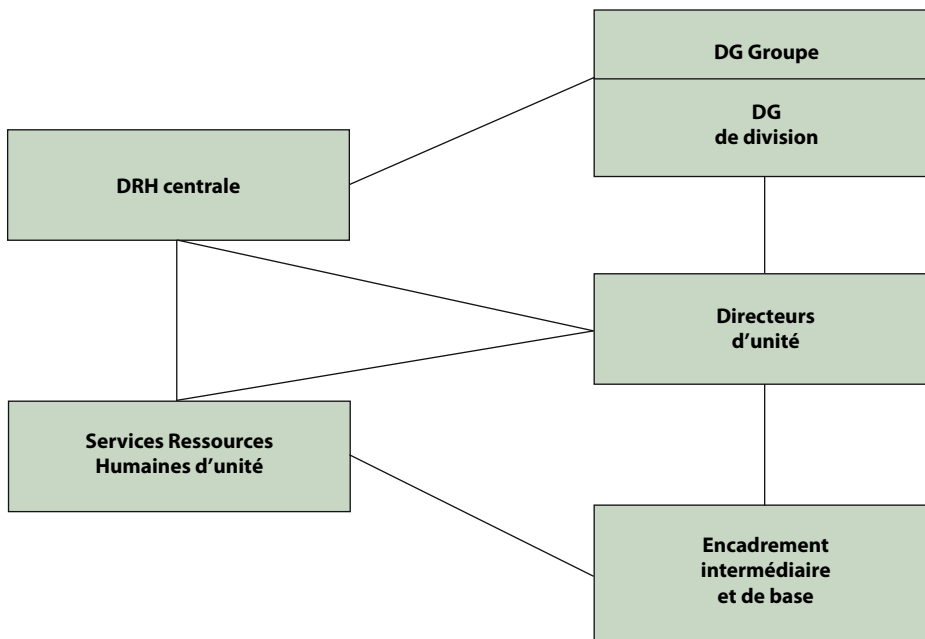 DG Groupe
DG
de division
DRH centrale
Directeurs
d’unité
Services Ressources
Humaines d’unité
Encadrement
intermédiaire
et de base